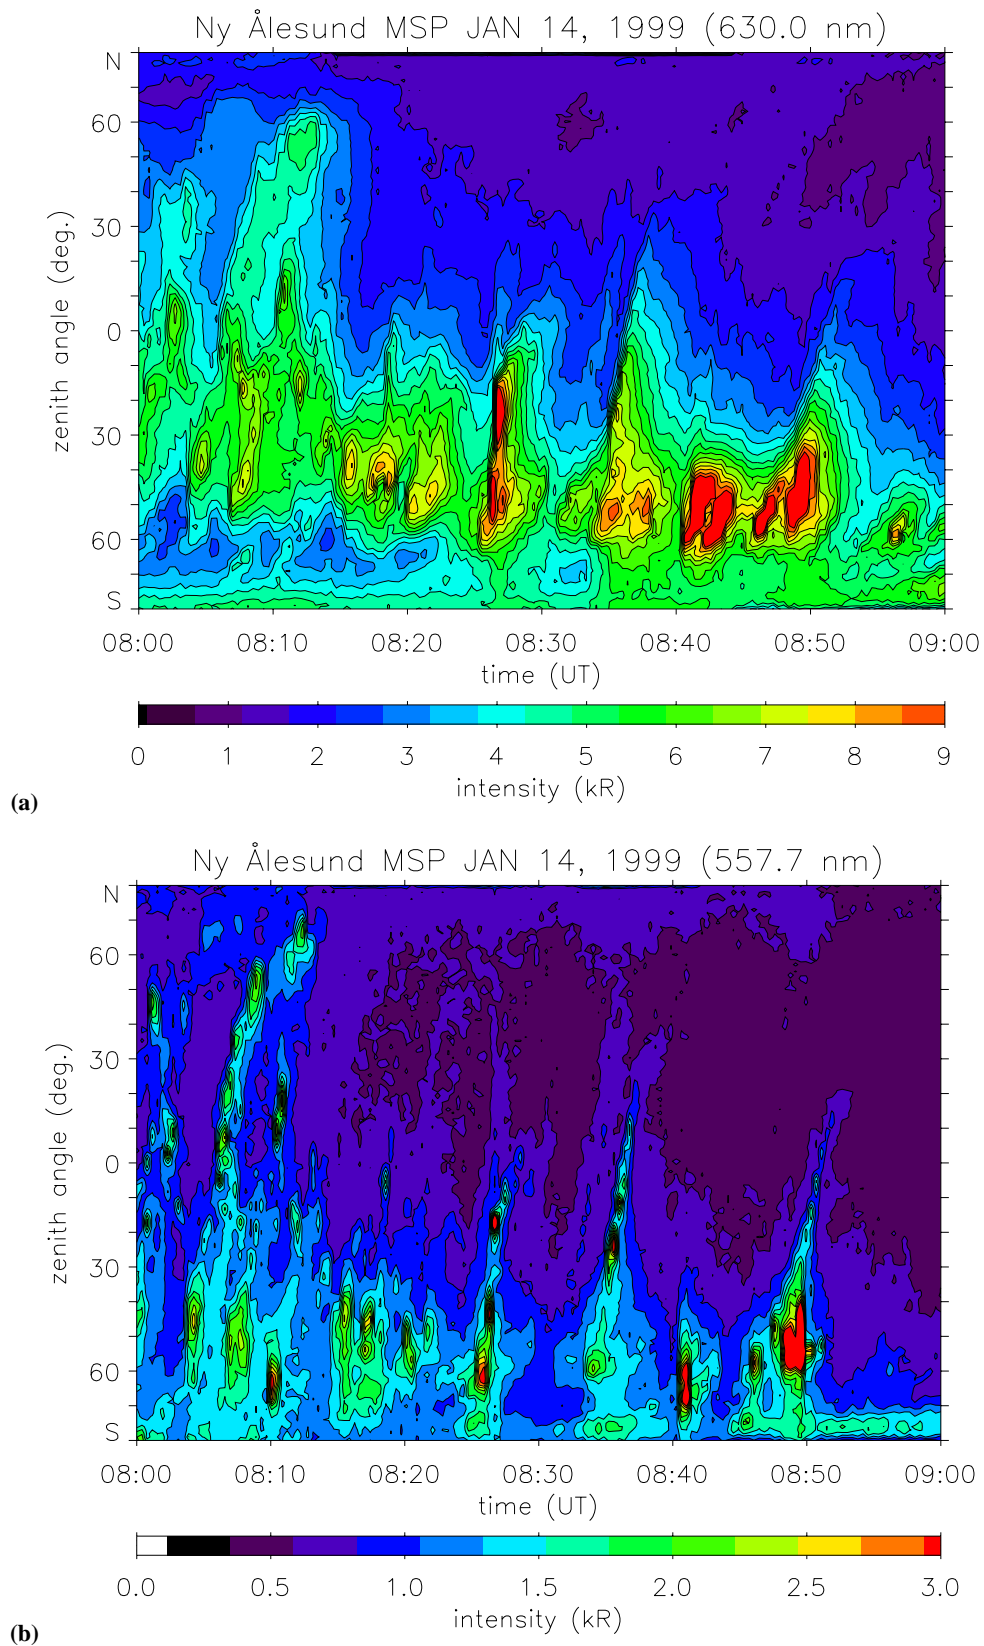 Ny Ålesund MSP JAN 14, 1999 (630.0 nm)
N
60
30
0
30
60
S
zenith angle (deg.)
08:00 08:10 08:20 08:30 08:40 08:50 09:00
time (UT)
0 1 2 3 4 5 6 7 8 9
intensity (kR)
(a)
Ny Ålesund MSP JAN 14, 1999 (557.7 nm)
N
60
30
0
30
60
S
zenith angle (deg.)
08:00 08:10 08:20 08:30 08:40 08:50 09:00
time (UT)
0.0 0.5 1.0 1.5 2.0 2.5 3.0
intensity (kR)
(b)